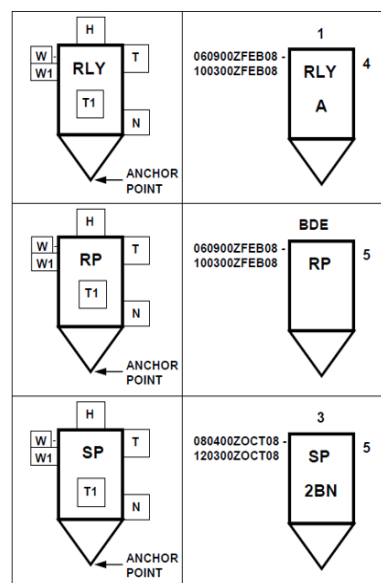 H
W -
W1
RLY
T
T1
N
ANCHOR
POINT
1
060900ZFEB08 -
100300ZFEB08
RLY
4
A
H
W -
W1
RP
T
T1
N
ANCHOR
POINT
BDE
060900ZFEB08 -
100300ZFEB08
RP
5
H
W -
W1
SP
T
T1
N
ANCHOR
POINT
3
080400ZOCT08 -
120300ZOCT08
SP
5
2BN